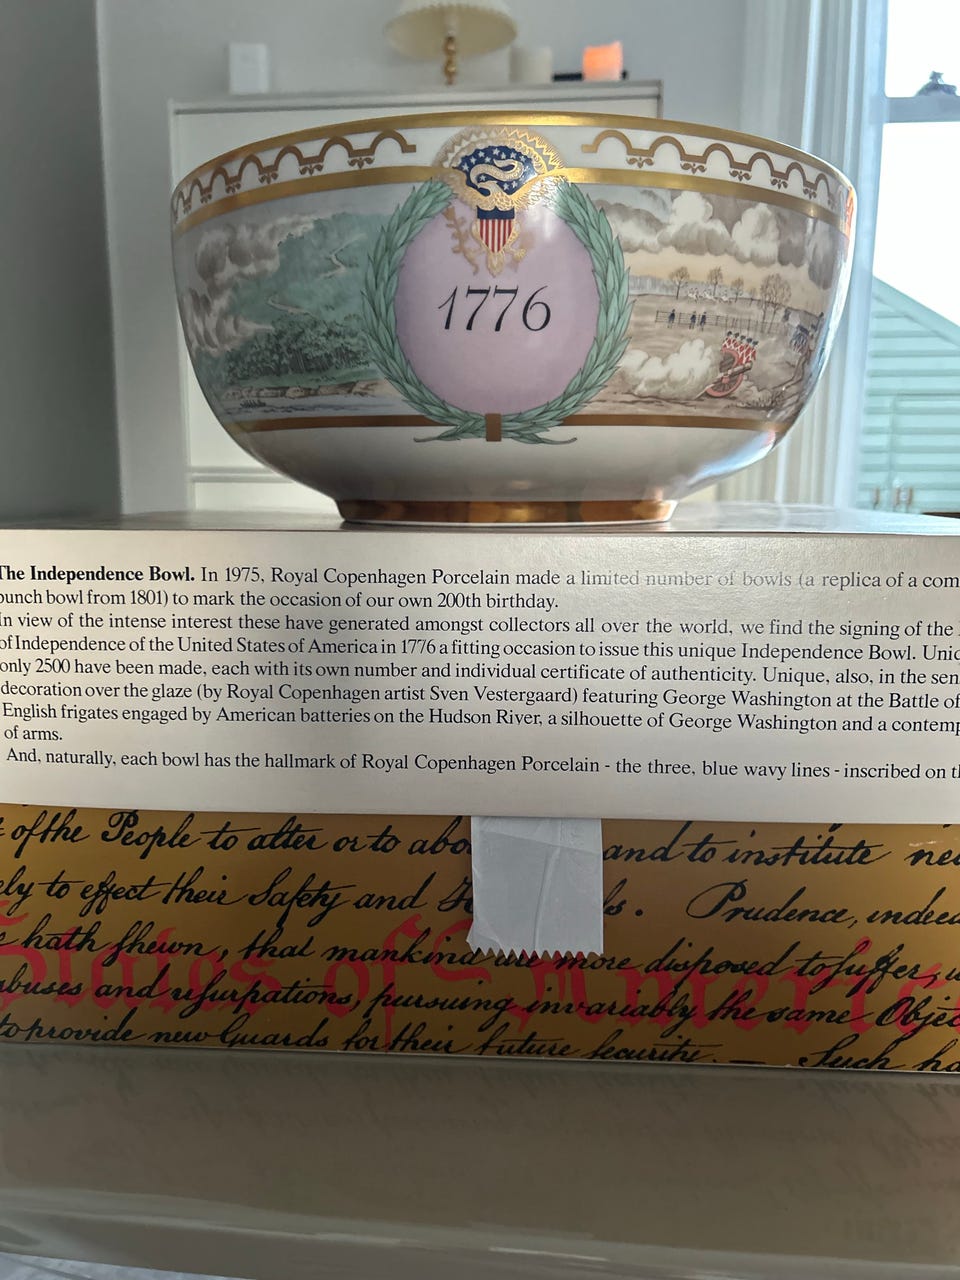 1776
The Independence Bowl. In 1975, Royal Copenhagen Porcelain made a limited number of bowls (a replica of a com
punch bowl from 1801) to mark the occasion of our own 200th birthday.
In view of the intense interest these have generated amongst collectors all over the world, we find the signing of the
of Independence of the United States of America in 1776 a fitting occasion to issue this unique Independence Bowl. Uniq
only 2500 have been made, each with its own number and individual certificate of authenticity. Unique, also, in the sen
decoration over the glaze (by Royal Copenhagen artist Sven Vestergaard) featuring George Washington at the Battle of
English frigates engaged by American batteries on the Hudson River, a silhouette of George Washington and a contemp
of arms.
And, naturally, each bowl has the hallmark of Royal Copenhagen Porcelain - the three, blue wavy lines - inscribed on th
of the People to alter or to abo and to institute ne
ly to effect their Safety and Prudence, indeed
hath shewn, that mankind are more disposed to suffer,
States of America
abuses and usurpations, pursuing invariably the same Objec
to provide new Guards for their future security. — Such ha